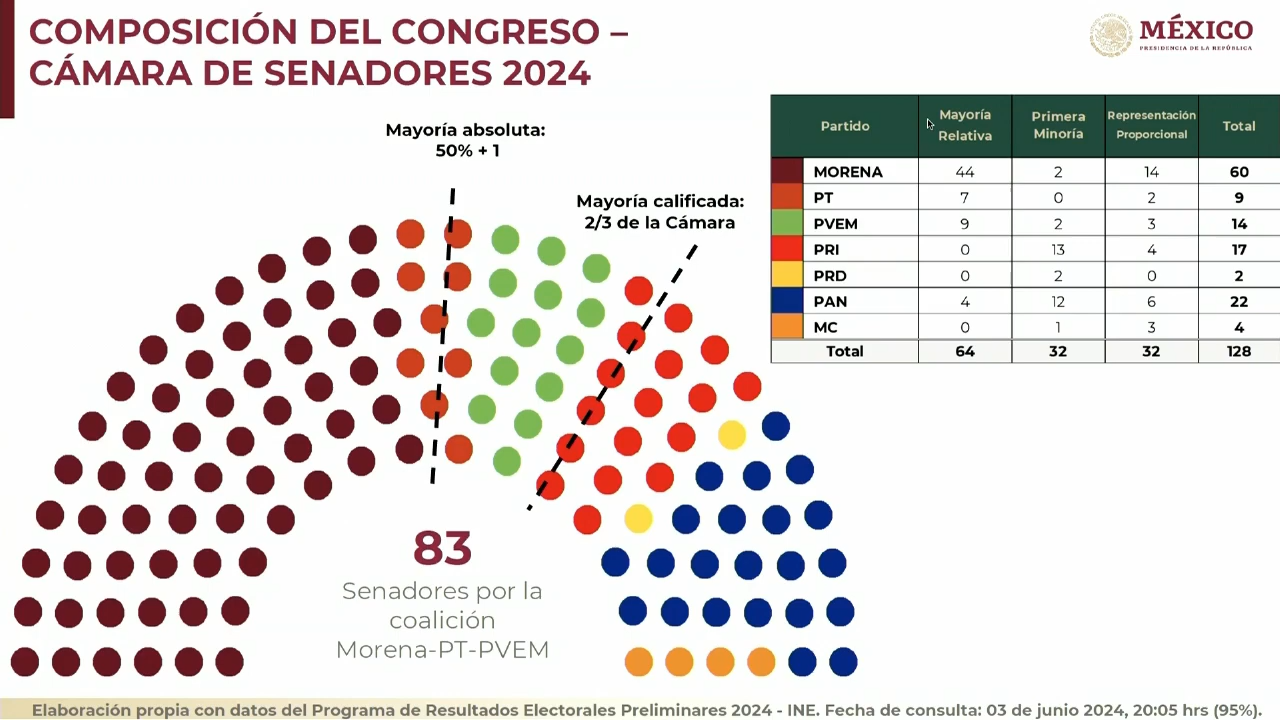 COMPOSICIÓN DEL CONGRESO –
CÁMARA DE SENADORES 2024
MÉXICO
PRESIDENCIA DE LA REPÚBLICA
Mayoría absoluta:
50% + 1
Mayoría calificada:
2/3 de la Cámara
Partido Mayoría Relativa Primera Minoría Representación Proporcional Total
MORENA 44 2 14 60
PT 7 0 2 9
PVEM 9 2 3 14
PRI 0 13 4 17
PRD 0 2 0 2
PAN 4 12 6 22
MC 0 1 3 4
Total 64 32 32 128
83
Senadores por la
coalición
Morena-PT-PVEM
Elaboración propia con datos del Programa de Resultados Electorales Preliminares 2024 - INE. Fecha de consulta: 03 de junio 2024, 20:05 hrs (95%).